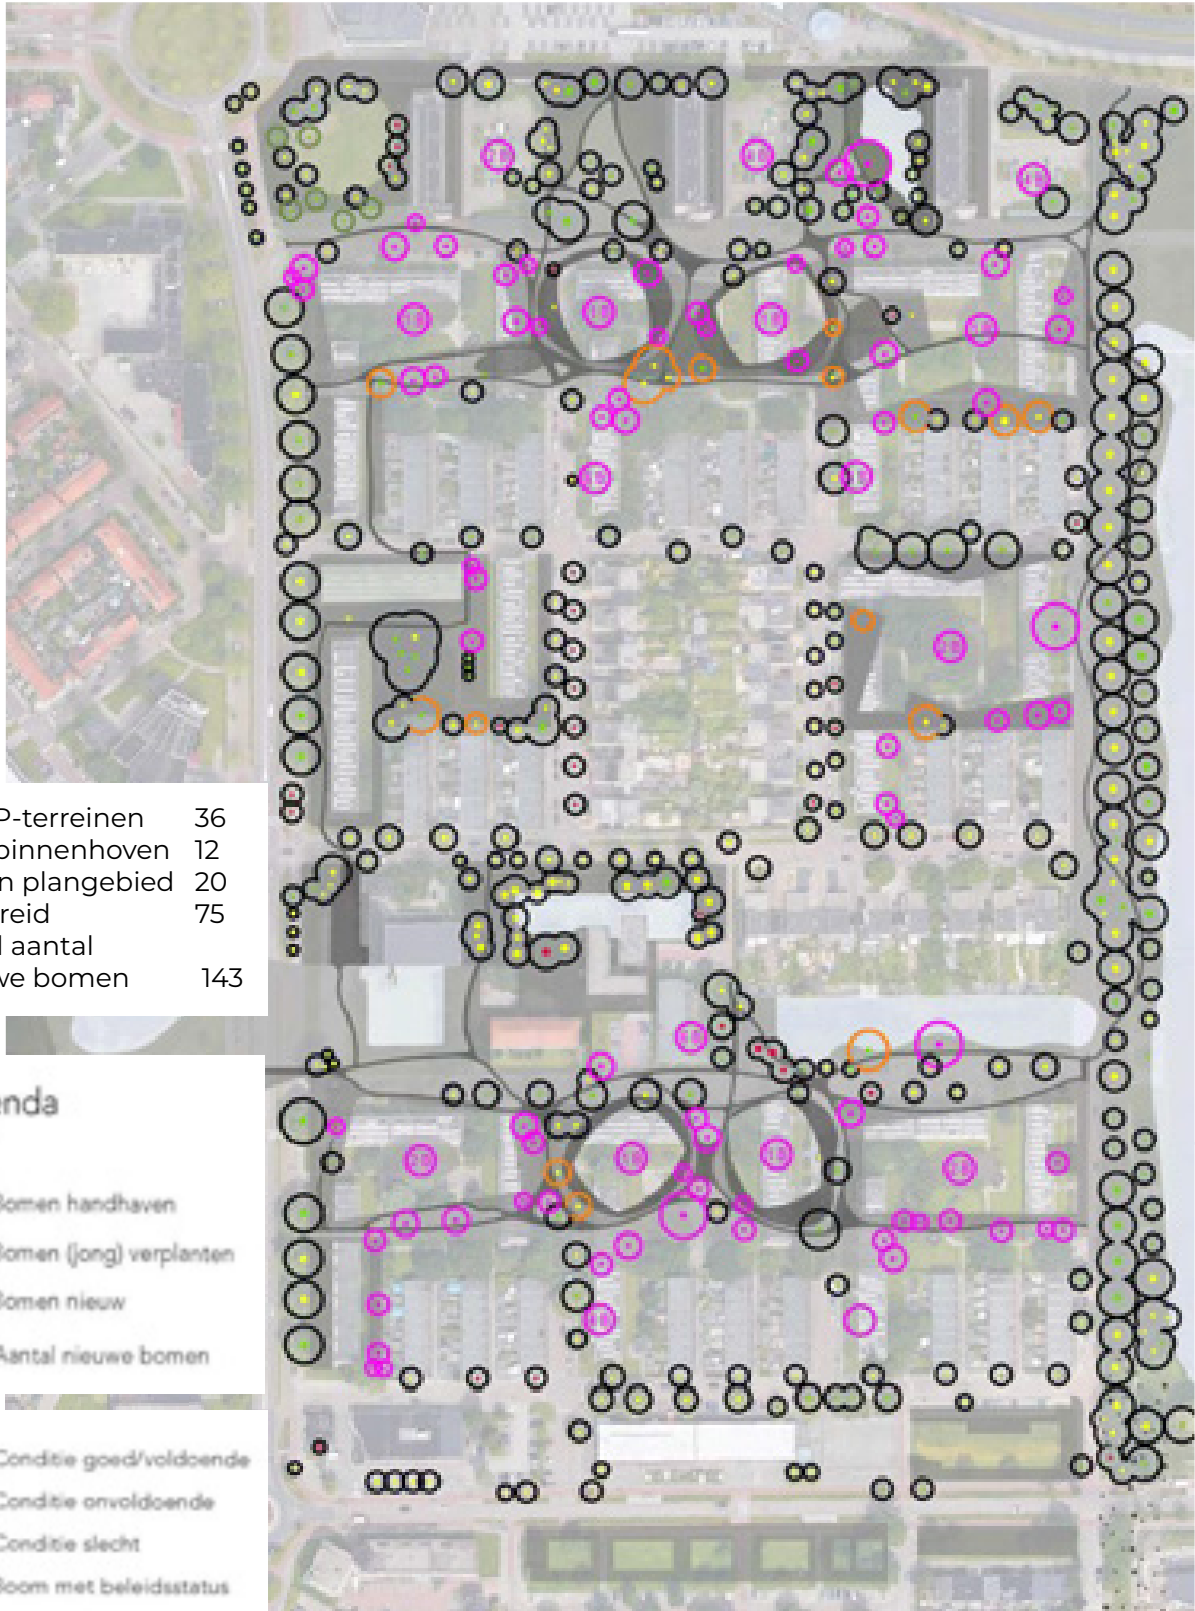 P-terreinen 36
binnenhoven 12
n plangebied 20
reid 75
l aantal
we bomen 143
enda
Bomen handhaven
Bomen (jong) verplanten
Bomen nieuw
Aantal nieuwe bomen
Conditie goed/voldoende
Conditie onvoldoende
Conditie slecht
Boom met beleidsstatus